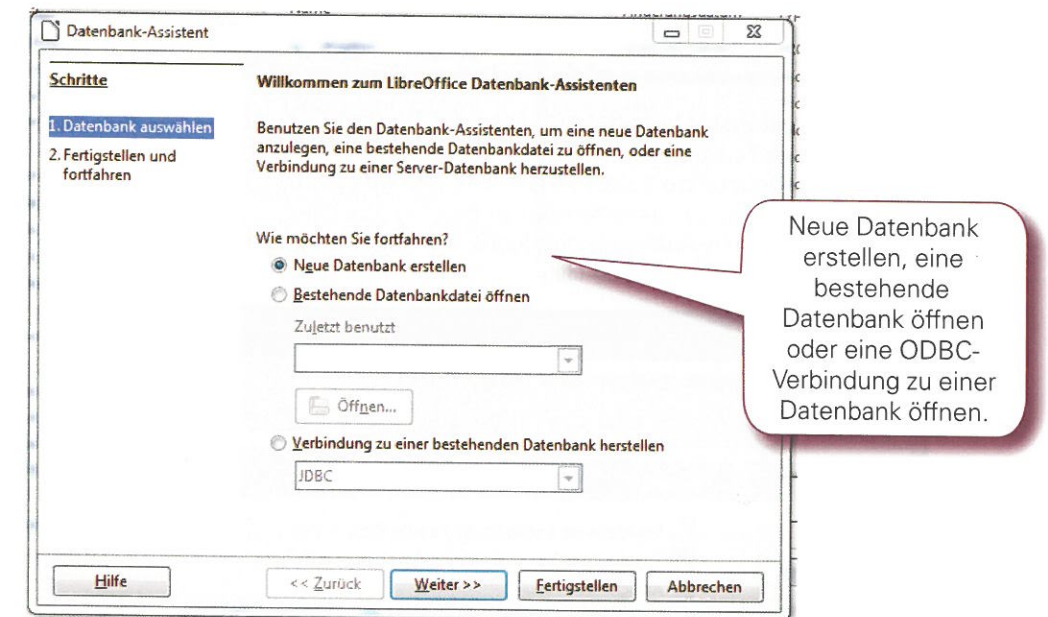 Datenbank-Assistent
Schritte
1. Datenbank auswählen
2. Fertigstellen und
fortfahren
Willkommen zum LibreOffice Datenbank-Assistenten
Benutzen Sie den Datenbank-Assistenten, um eine neue Datenbank
anzulegen, eine bestehende Datenbankdatei zu öffnen, oder eine
Verbindung zu einer Server-Datenbank herzustellen.
Wie möchten Sie fortfahren?
Neue Datenbank erstellen
Bestehende Datenbankdatei öffnen
Zuletzt benutzt
Öffnen...
Verbindung zu einer bestehenden Datenbank herstellen
JDBC
Hilfe
<< Zurück
Weiter >>
Fertigstellen
Abbrechen
Neue Datenbank
erstellen, eine
bestehende
Datenbank öffnen
oder eine ODBC-
Verbindung zu einer
Datenbank öffnen.